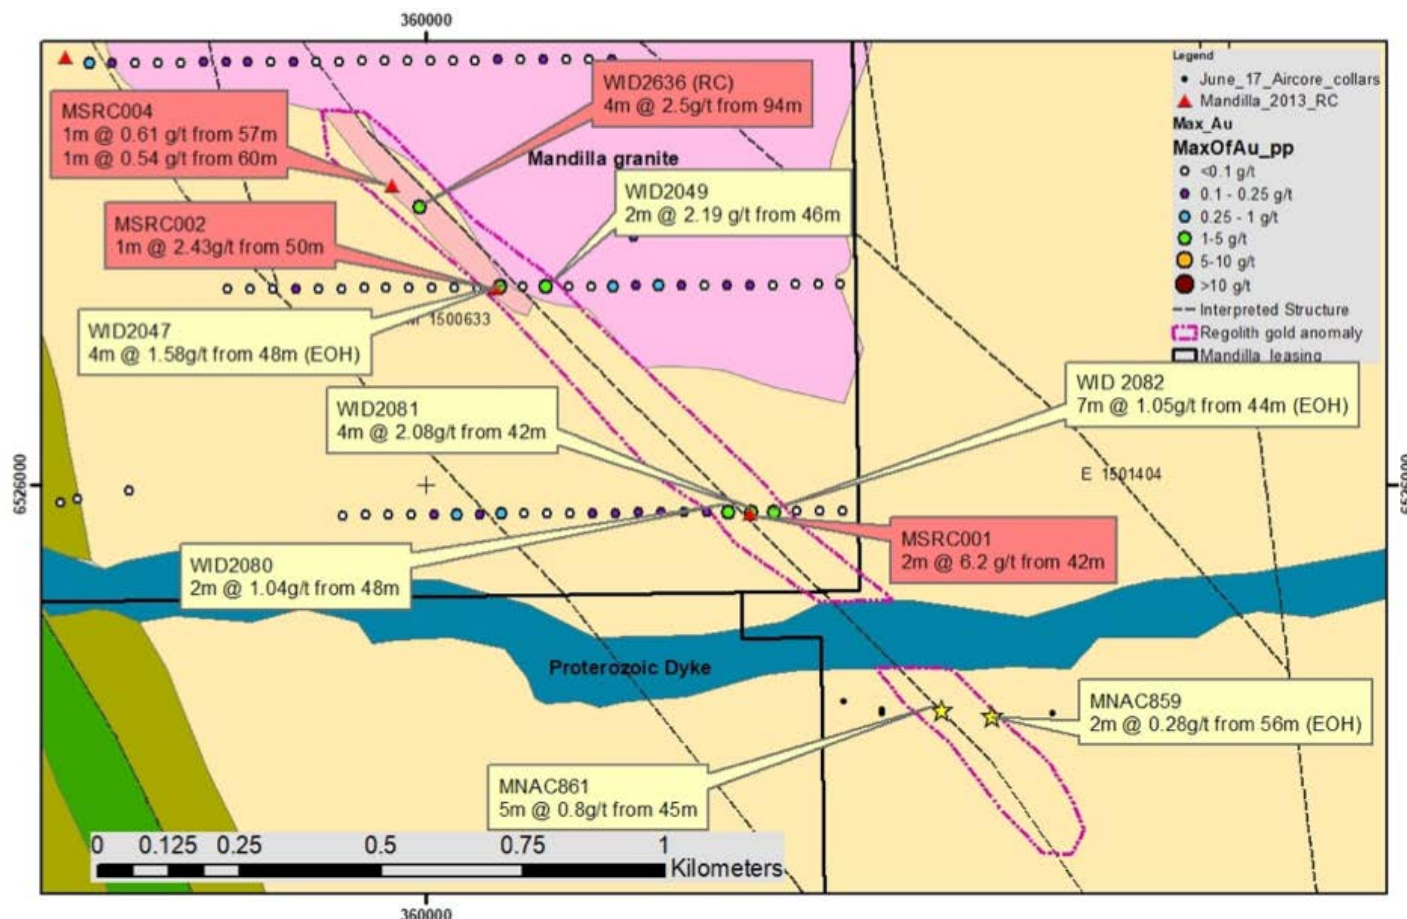 360000
MSRC004
1m @ 0.61 g/t from 57m
1m @ 0.54 g/t from 60m
WID2636 (RC)
4m @ 2.5g/t from 94m
Legend
June_17_Aircore_collars
Mandilla_2013_RC
Max_Au
MaxOfAu_pp
<0.1 g/t
0.1 - 0.25 g/t
0.25 - 1 g/t
1-5 g/t
5-10 g/t
>10 g/t
Interpreted Structure
Regolith gold anomaly
Mandilla_leasing
Mandilla granite
WID2049
2m @ 2.19 g/t from 46m
MSRC002
1m @ 2.43g/t from 50m
1500633
WID2047
4m @ 1.58g/t from 48m (EOH)
WID 2082
7m @ 1.05g/t from 44m (EOH)
WID2081
4m @ 2.08g/t from 42m
6526000
E 1501404
6526000
MSRC001
2m @ 6.2 g/t from 42m
WID2080
2m @ 1.04g/t from 48m
Proterozoic Dyke
MNAC859
2m @ 0.28g/t from 56m (EOH)
MNAC861
5m @ 0.8g/t from 45m
0 0.125 0.25 0.5 0.75 1
Kilometers
360000